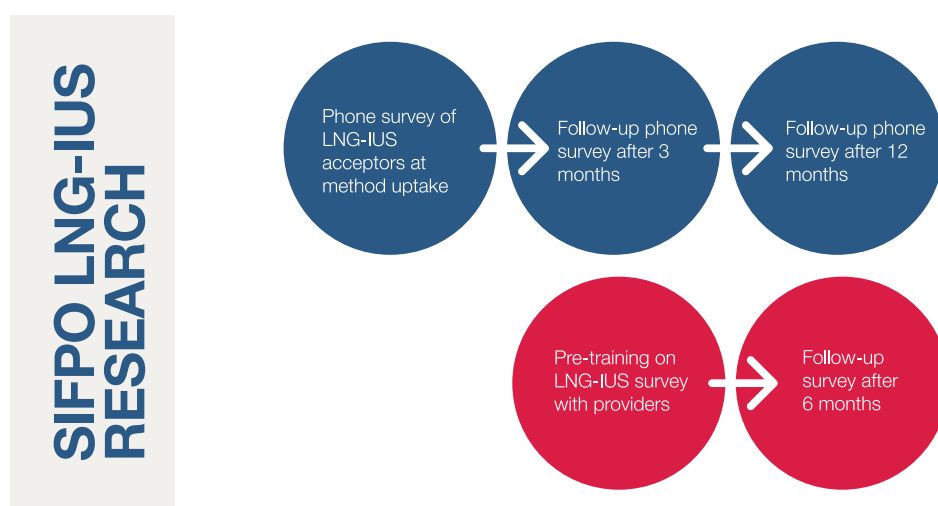 SIFPO LNG-IUS
RESEARCH
Phone survey of
LNG-IUS
acceptors at
method uptake
Follow-up phone
survey after 3
months
Follow-up phone
survey after 12
months
Pre-training on
LNG-IUS survey
with providers
Follow-up
survey after
6 months